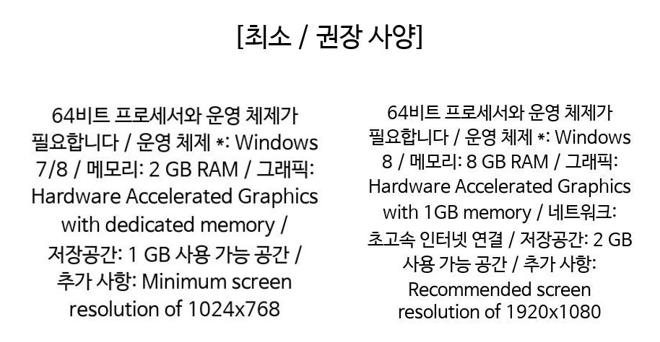 [최소 / 권장 사양]
64비트 프로세서와 운영 체제가
필요합니다 / 운영 체제 *: Windows
7/8 / 메모리: 2 GB RAM / 그래픽:
Hardware Accelerated Graphics
with dedicated memory /
저장공간: 1 GB 사용 가능 공간 /
추가 사항: Minimum screen
resolution of 1024x768
64비트 프로세서와 운영 체제가
필요합니다 / 운영 체제 *: Windows
8 / 메모리: 8 GB RAM / 그래픽:
Hardware Accelerated Graphics
with 1GB memory / 네트워크:
초고속 인터넷 연결 / 저장공간: 2 GB
사용 가능 공간 / 추가 사항:
Recommended screen
resolution of 1920x1080